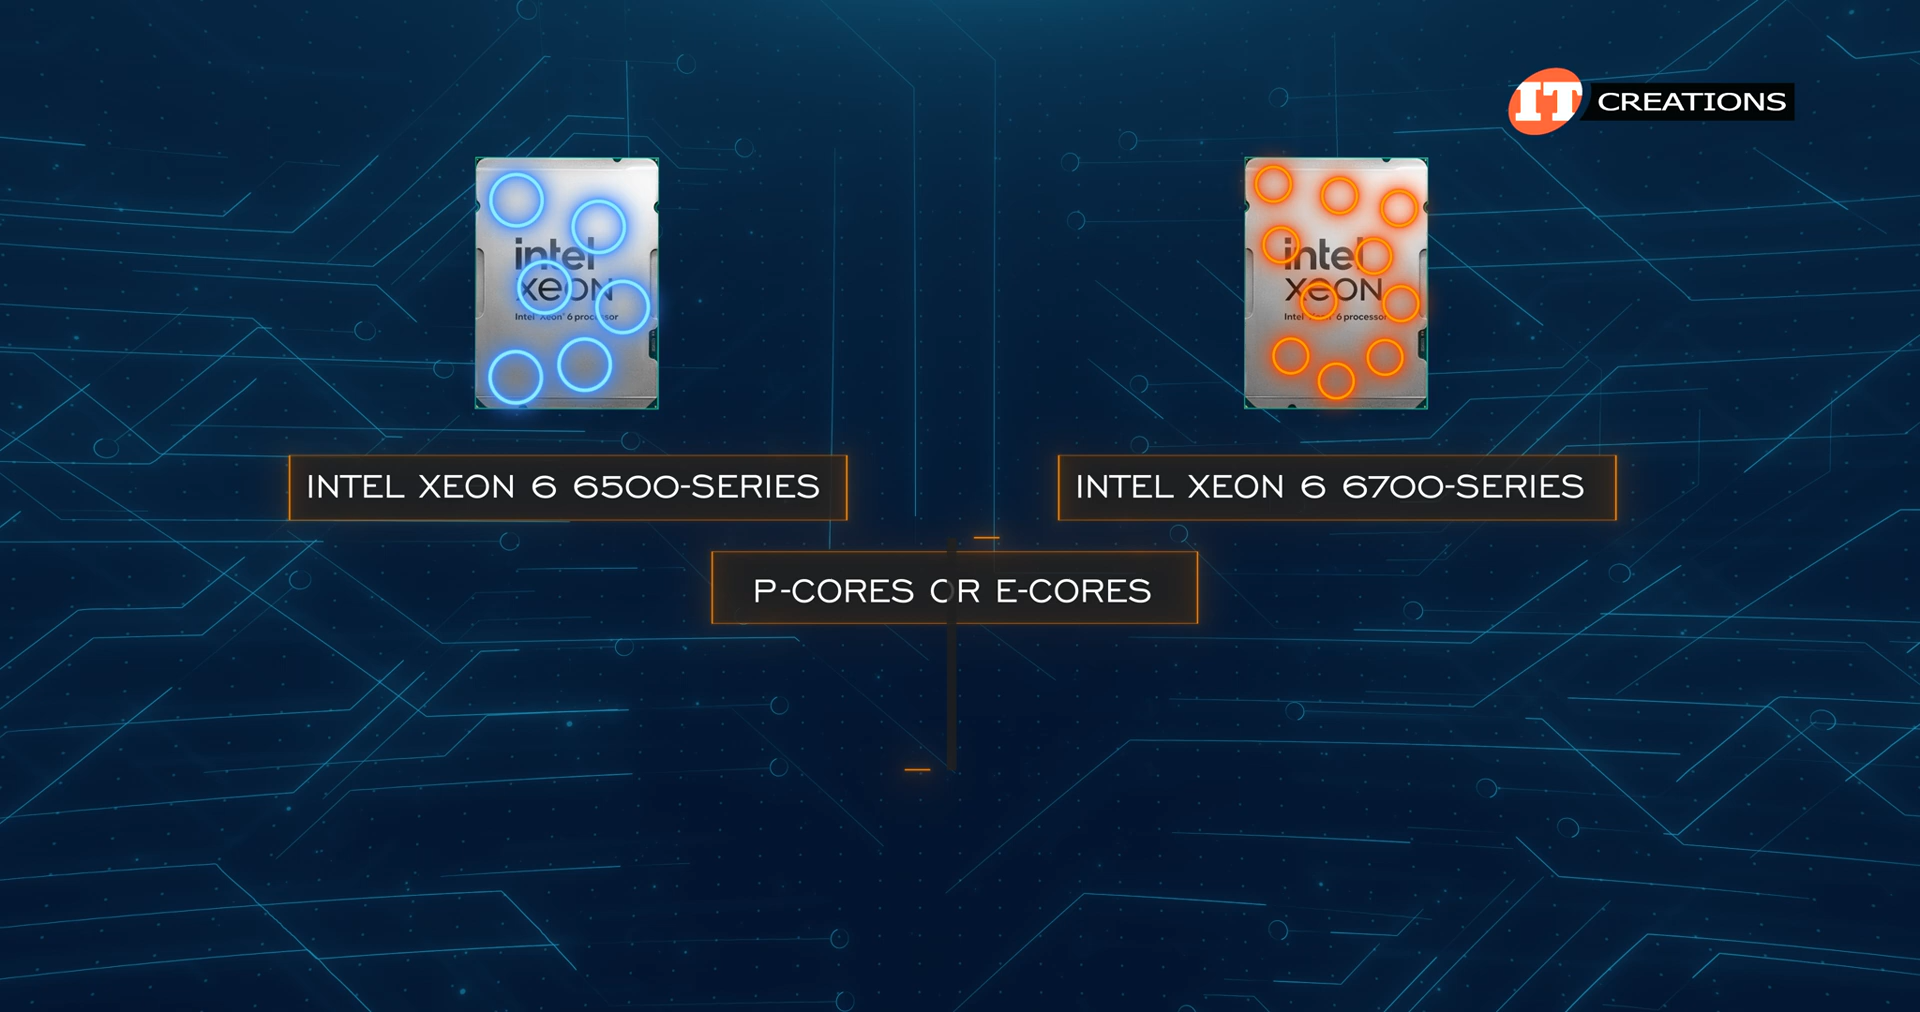 IT CREATIONS
intel
xeon
Intel Xeon 6 processor
intel
xeon
Intel Xeon 6 processor
INTEL XEON 6 6500-SERIES
INTEL XEON 6 6700-SERIES
P-CORES OR E-CORES